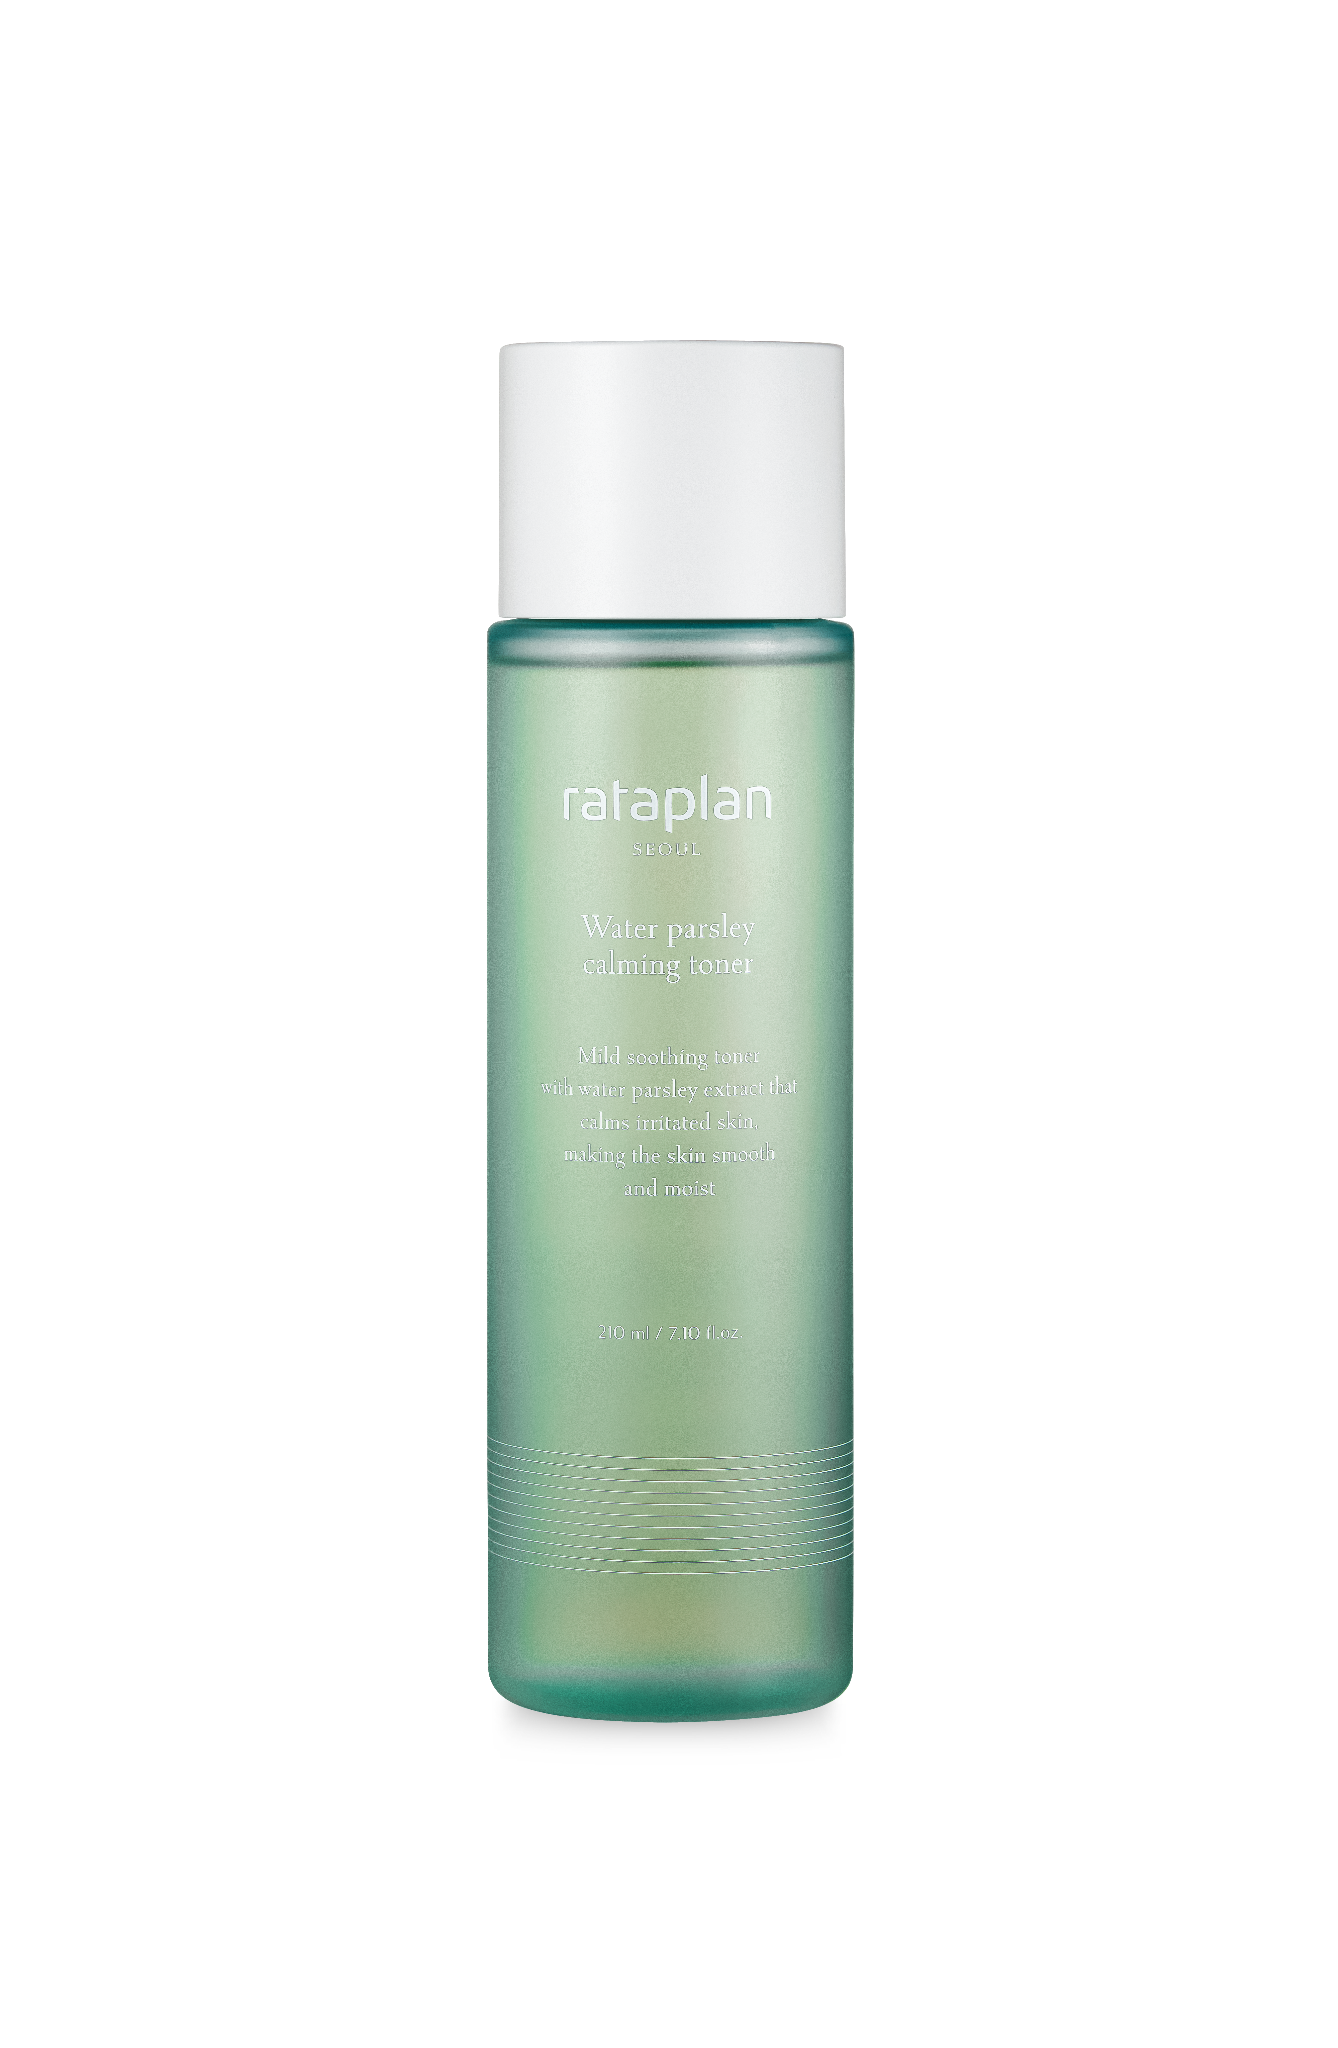 rataplan
SEOUL
Water parsley
calming toner
Mild soothing toner
with water parsley extract that
calms irritated skin,
making the skin smooth
and moist
210 ml / 7.10 fl.oz.